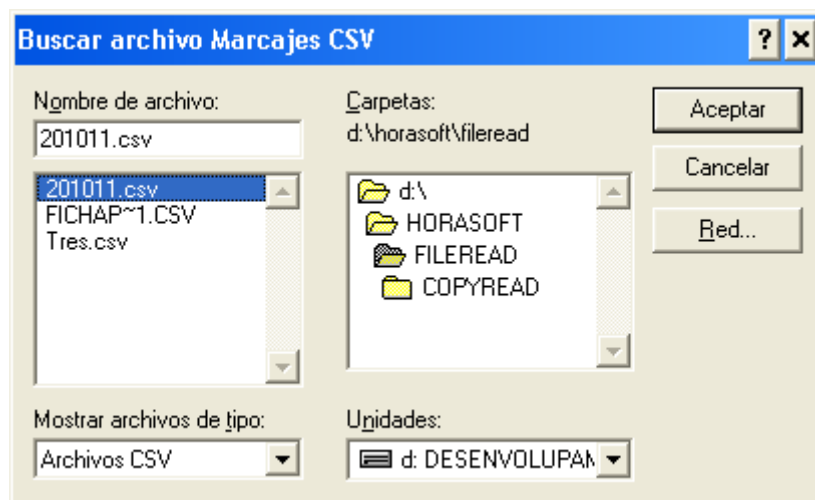 Buscar archivo Marcajes CSV
Nombre de archivo:
201011.csv
201011.csv
FICHAP~1.CSV
Tres.csv
Mostrar archivos de tipo:
Archivos CSV
Carpetas:
d:\horasoft\fileread
d:\
HORASOFT
FILEREAD
COPYREAD
Unidades:
d: DESENVOLUPAM
Aceptar
Cancelar
Red...